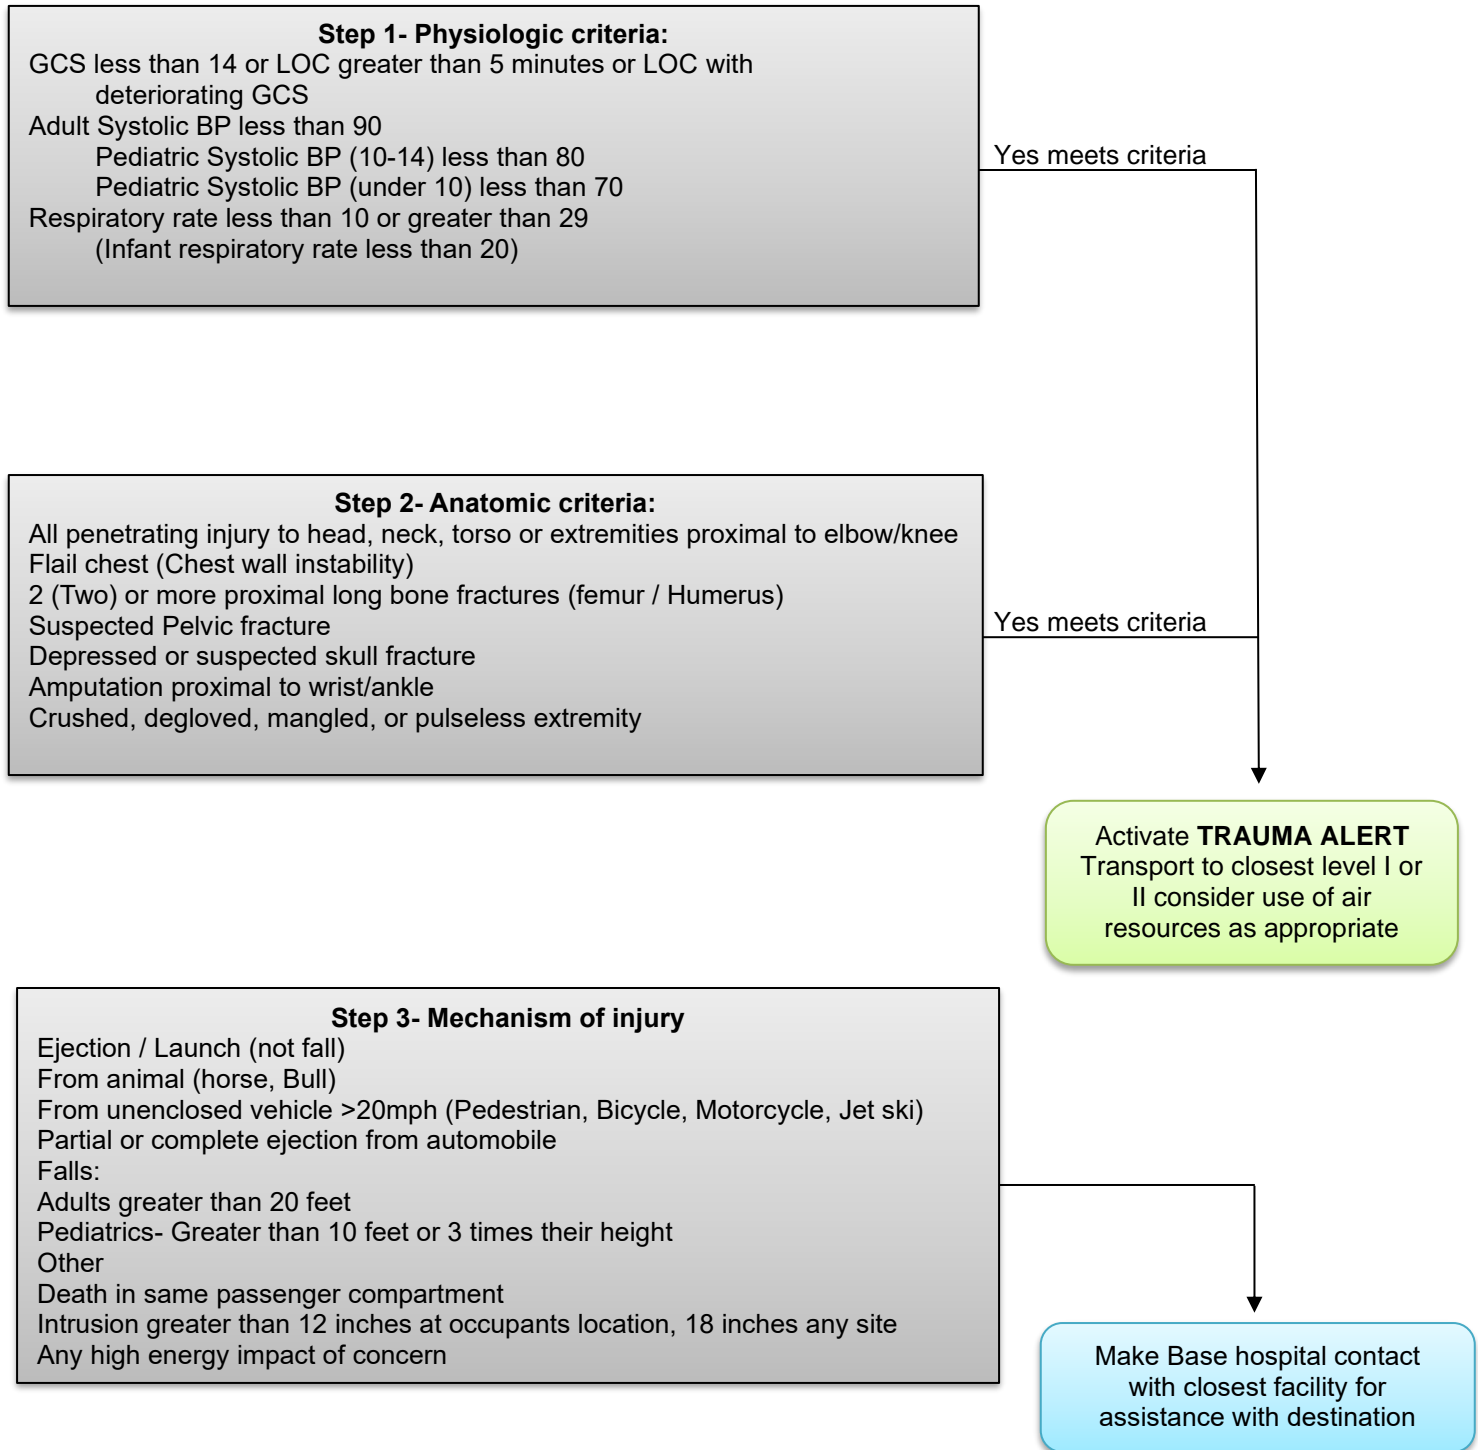 Step 1- Physiologic criteria:
GCS less than 14 or LOC greater than 5 minutes or LOC with
deteriorating GCS
Adult Systolic BP less than 90
Pediatric Systolic BP (10-14) less than 80
Pediatric Systolic BP (under 10) less than 70
Respiratory rate less than 10 or greater than 29
(Infant respiratory rate less than 20)
Yes meets criteria
Step 2- Anatomic criteria:
All penetrating injury to head, neck, torso or extremities proximal to elbow/knee
Flail chest (Chest wall instability)
2 (Two) or more proximal long bone fractures (femur / Humerus)
Suspected Pelvic fracture
Depressed or suspected skull fracture
Amputation proximal to wrist/ankle
Crushed, degloved, mangled, or pulseless extremity
Yes meets criteria
Activate TRAUMA ALERT
Transport to closest level I or
II consider use of air
resources as appropriate
Step 3- Mechanism of injury
Ejection / Launch (not fall)
From animal (horse, Bull)
From unenclosed vehicle >20mph (Pedestrian, Bicycle, Motorcycle, Jet ski)
Partial or complete ejection from automobile
Falls:
Adults greater than 20 feet
Pediatrics- Greater than 10 feet or 3 times their height
Other
Death in same passenger compartment
Intrusion greater than 12 inches at occupants location, 18 inches any site
Any high energy impact of concern
Make Base hospital contact
with closest facility for
assistance with destination